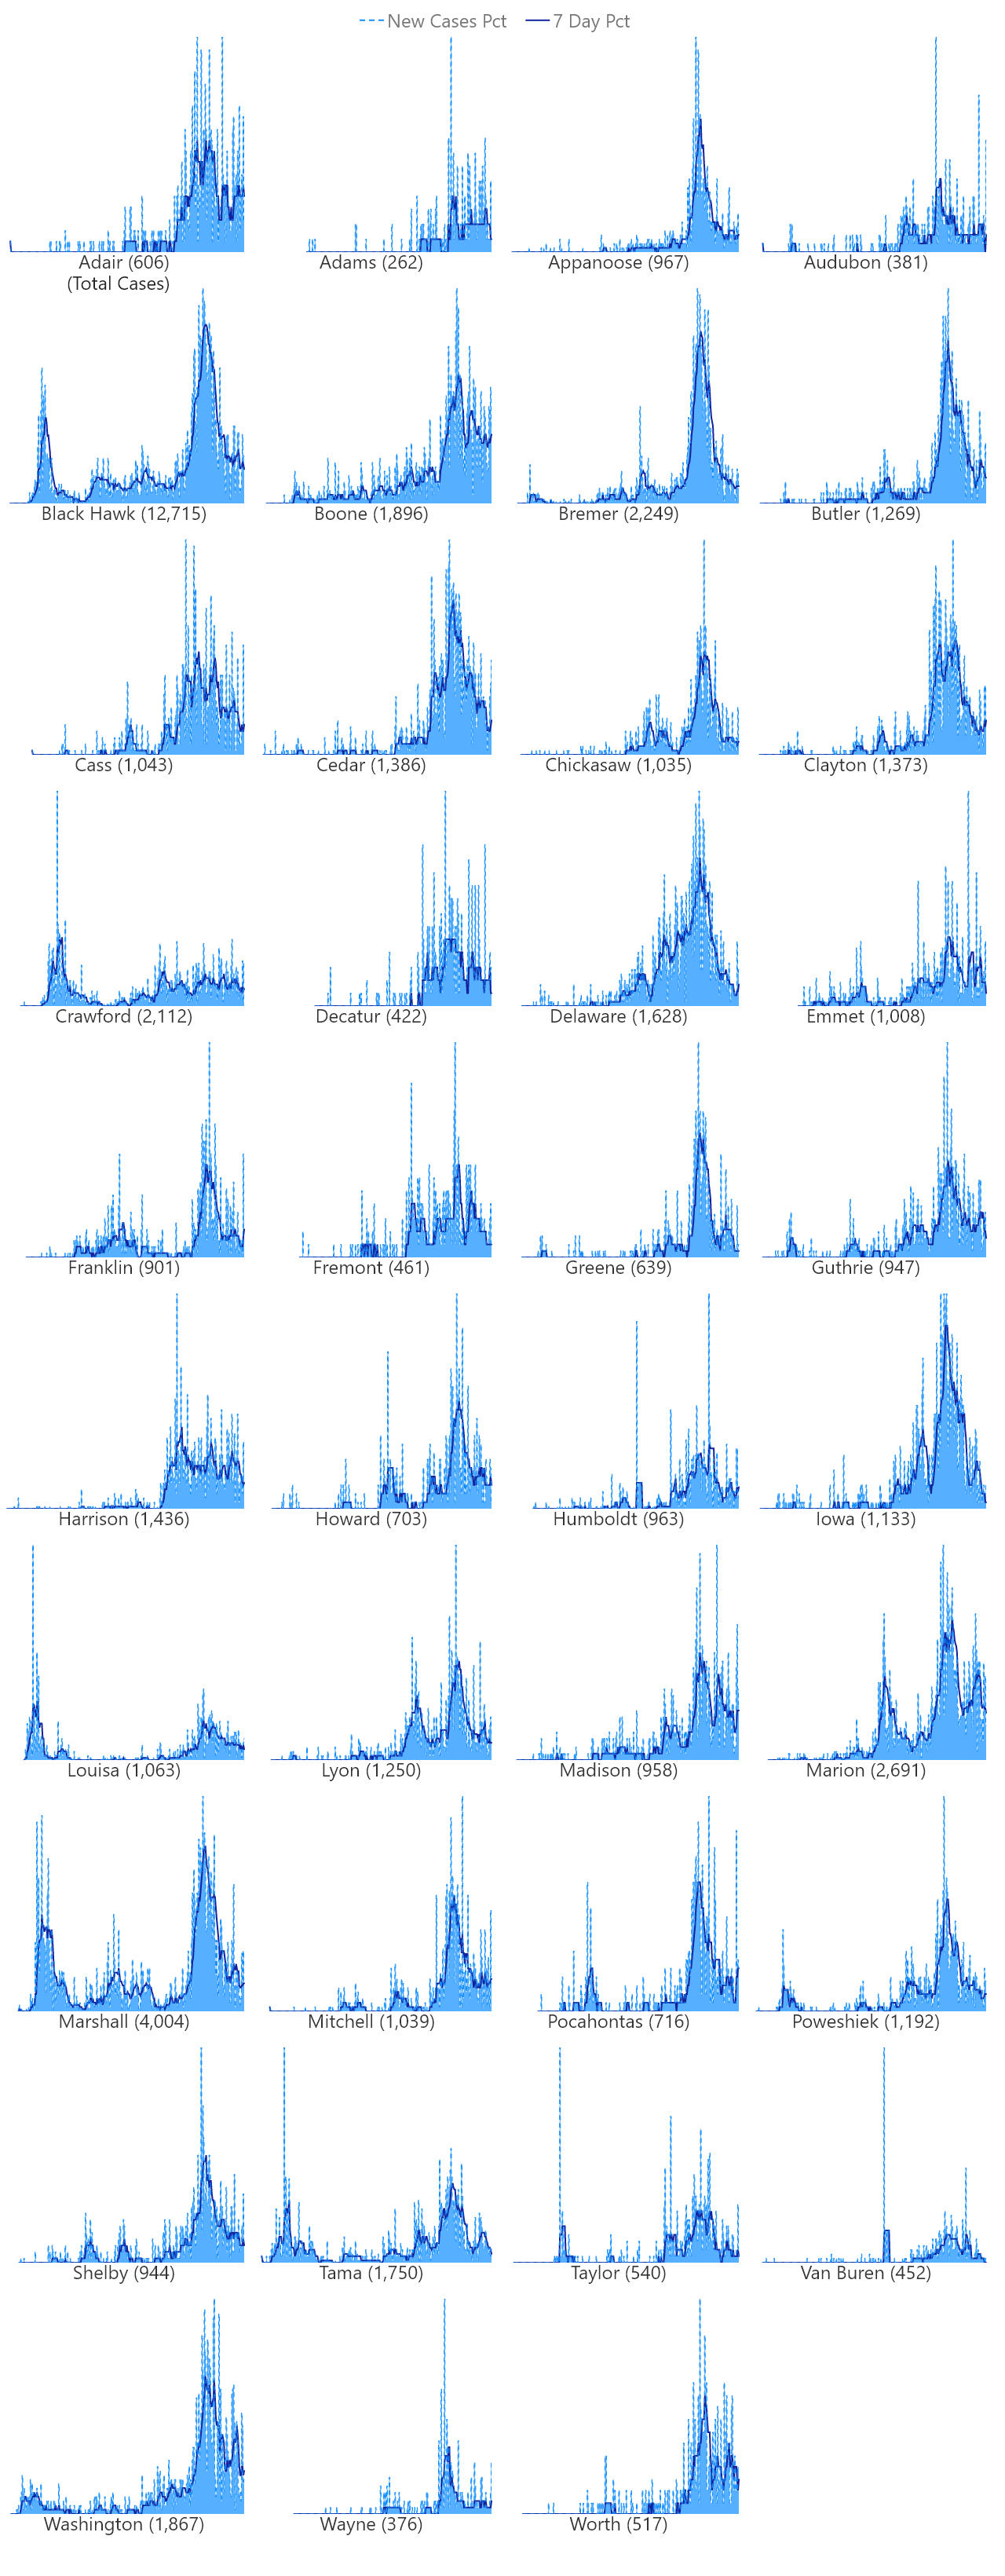 New Cases Pct 7 Day Pct
Adair (606) Adams (262) Appanoose (967) Audubon (381)
(Total Cases)
Black Hawk (12,715) Boone (1,896) Bremer (2,249) Butler (1,269)
Cass (1,043) Cedar (1,386) Chickasaw (1,035) Clayton (1,373)
Crawford (2,112) Decatur (422) Delaware (1,628) Emmet (1,008)
Franklin (901) Fremont (461) Greene (639) Guthrie (947)
Harrison (1,436) Howard (703) Humboldt (963) Iowa (1,133)
Louisa (1,063) Lyon (1,250) Madison (958) Marion (2,691)
Marshall (4,004) Mitchell (1,039) Pocahontas (716) Poweshiek (1,192)
Shelby (944) Tama (1,750) Taylor (540) Van Buren (452)
Washington (1,867) Wayne (376) Worth (517)